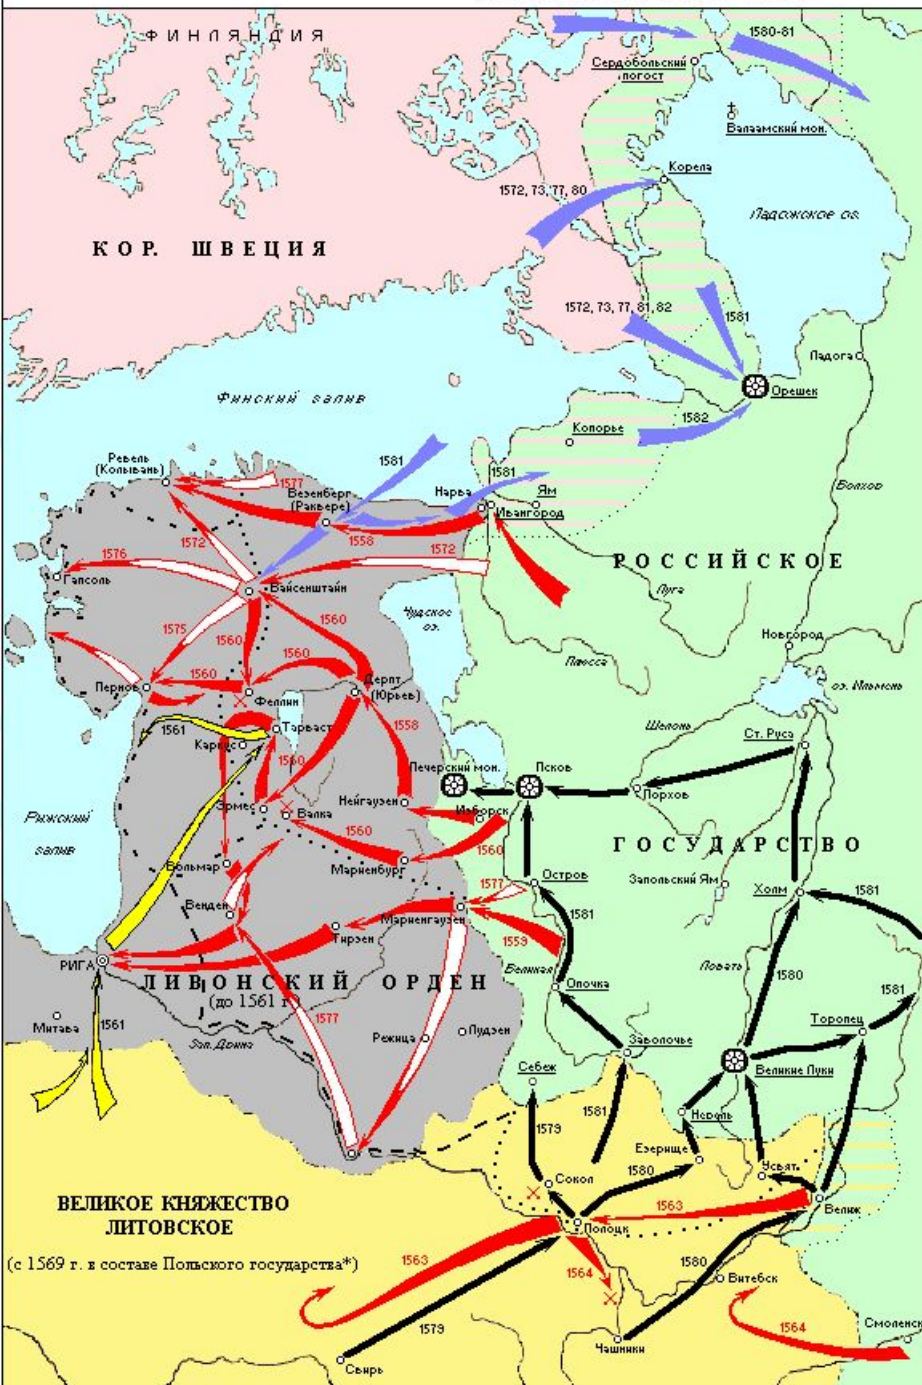 ФИНЛЯНДИЯ
1580-81
Сердобольский
погост
Валаамский мон.
Корела
1572, 73, 77, 80
Ладожское оз.
КОР. ШВЕЦИЯ
1572, 73, 77, 81, 82
1581
Ладога
Орешек
Финский залив
1582
Копорье
Ревель
(Колывань)
1577
1581
Везенберг
(Раквере)
1581
Нарва
Ям
Ивангород
Волхов
1558
1572
1572
1576
РОССИЙСКОЕ
Гапсаль
Вайсенштайн
Чудское
оз.
Луга
1575
1560
1560
Новгород
Плюсса
1560
1560
Пернов
Феллин
Дерпт
(Юрьев)
оз. Ильмень
Шелонь
1561
Тарваст
1558
Каркус
Ст. Руса
1560
Печерский мон.
Псков
Порхов
Эрмес
Валка
Нейгаузен
Изборск
Рижский
залив
1560
1560
ГОСУДАРСТВО
Вольмар
Мариенбург
1577
Остров
Запольский Ям
Холм
1581
Венден
Мариенгаузен
1581
Тирзен
1559
РИГА
Великая
Ловать
1580
ЛИВОНСКИЙ ОРДЕН
(до 1561 г.)
Опочка
1581
1577
Митава
1561
Зап. Двина
Режица
Лудзен
Торопец
Заволочье
Себеж
Великие Луки
1579
1581
Невель
Езерище
1580
Усвят
Сокол
ВЕЛИКОЕ КНЯЖЕСТВО
ЛИТОВСКОЕ
1563
Велиж
Полоцк
(с 1569 г. в составе Польского государства*)
1563
1564
1580
Витебск
1579
1564
Смоленск
Чашники
Свирь